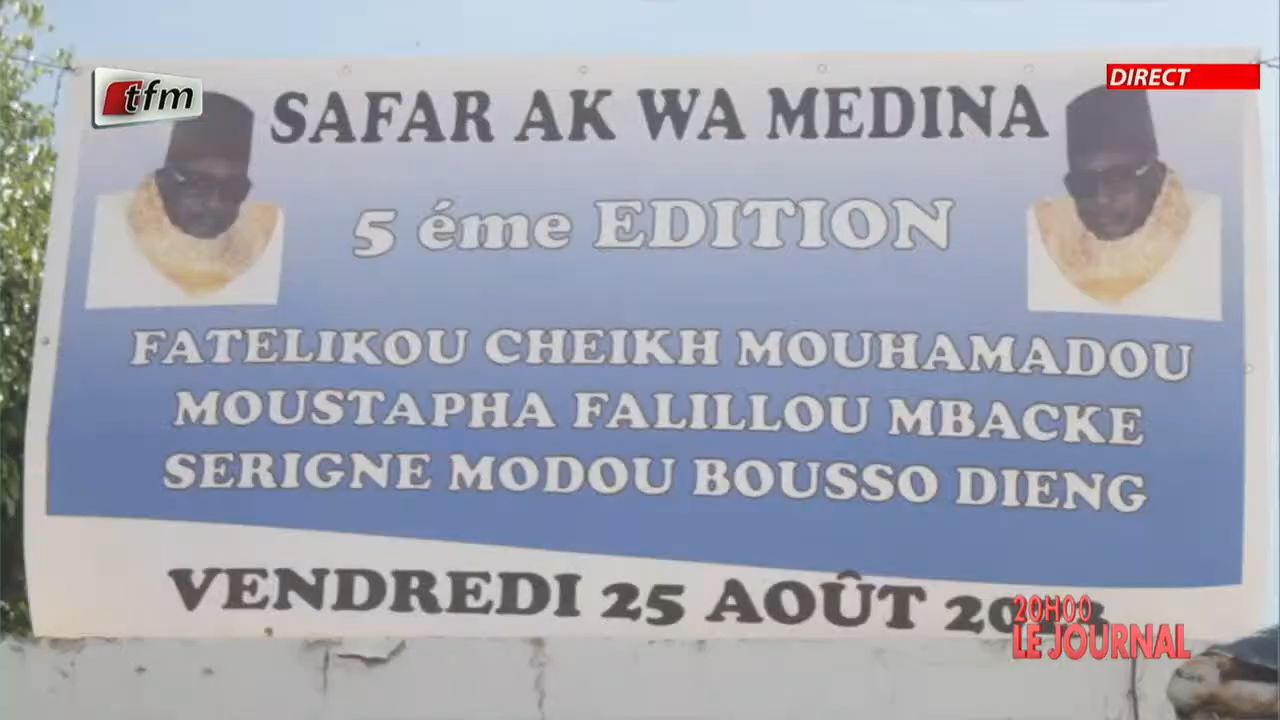 tfm
DIRECT
SAFAR AK WA MEDINA
5 éme EDITION
FATELIKOU CHEIKH MOUHAMADOU
MOUSTAPHA FALILLOU MBACKE
SERIGNE MODOU BOUSSO DIENG
VENDREDI 25 AOÛT
20H00
LE JOURNAL